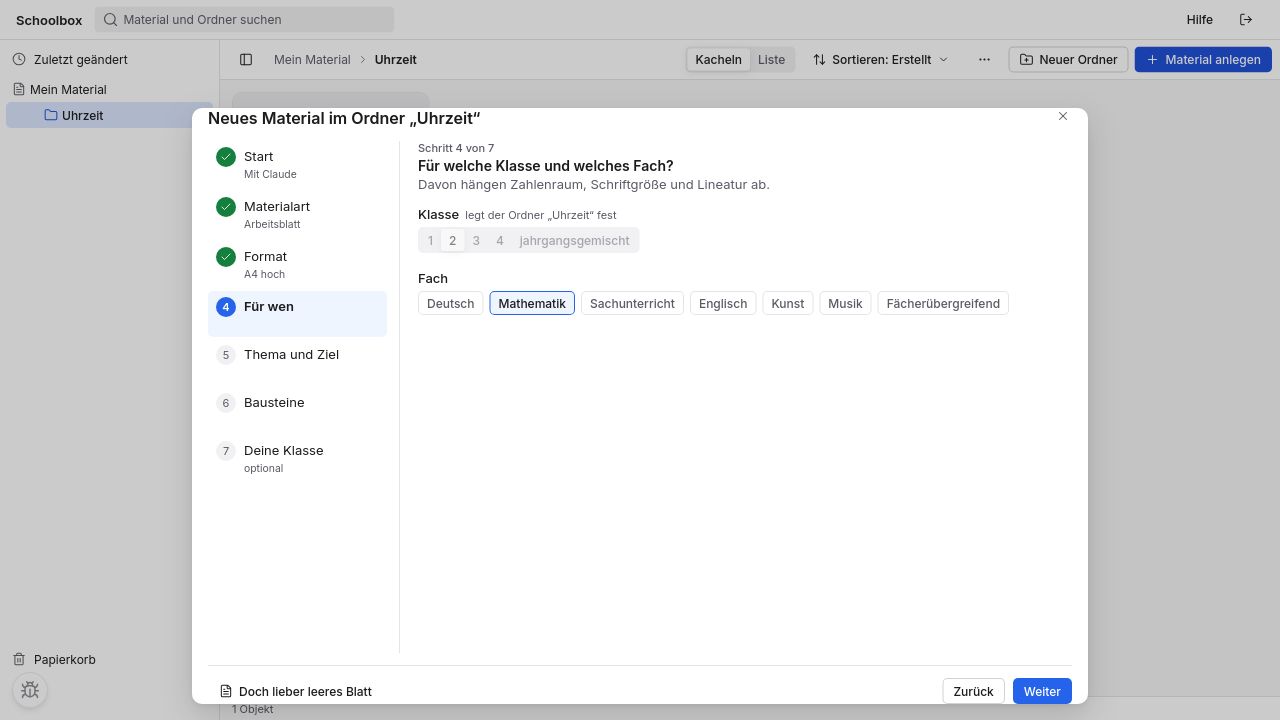 Schoolbox
Material und Ordner suchen
Hilfe
Zuletzt geändert
Mein Material
Uhrzeit
Mein Material
Uhrzeit
Kacheln
Liste
Sortieren: Erstellt
Neuer Ordner
Material anlegen
Neues Material im Ordner „Uhrzeit“
Start
Mit Claude
Materialart
Arbeitsblatt
Format
A4 hoch
4 Für wen
5 Thema und Ziel
6 Bausteine
7 Deine Klasse
optional
Schritt 4 von 7
Für welche Klasse und welches Fach?
Davon hängen Zahlenraum, Schriftgröße und Lineatur ab.
Klasse legt der Ordner „Uhrzeit“ fest
1 2 3 4 jahrgangsgemischt
Fach
Deutsch Mathematik Sachunterricht Englisch Kunst Musik Fächerübergreifend
Doch lieber leeres Blatt
Zurück
Weiter
Papierkorb
1 Objekt